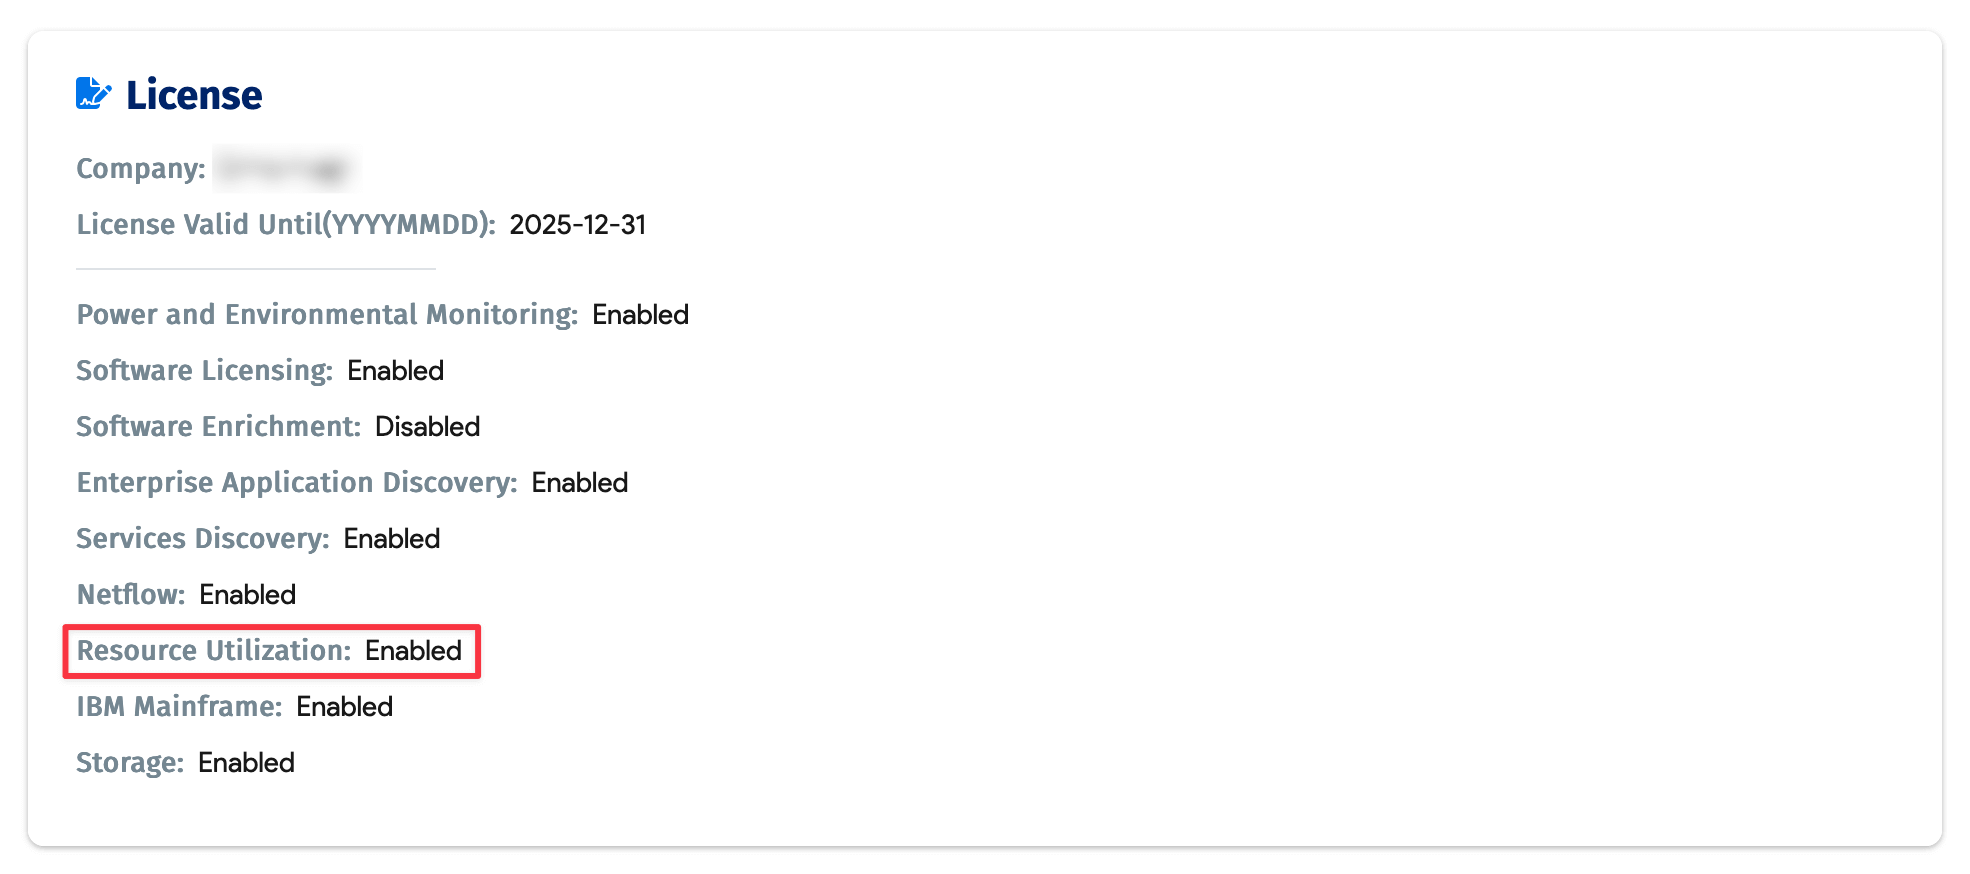 License
Company:
License Valid Until(YYYYMMDD): 2025-12-31
Power and Environmental Monitoring: Enabled
Software Licensing: Enabled
Software Enrichment: Disabled
Enterprise Application Discovery: Enabled
Services Discovery: Enabled
Netflow: Enabled
Resource Utilization: Enabled
IBM Mainframe: Enabled
Storage: Enabled